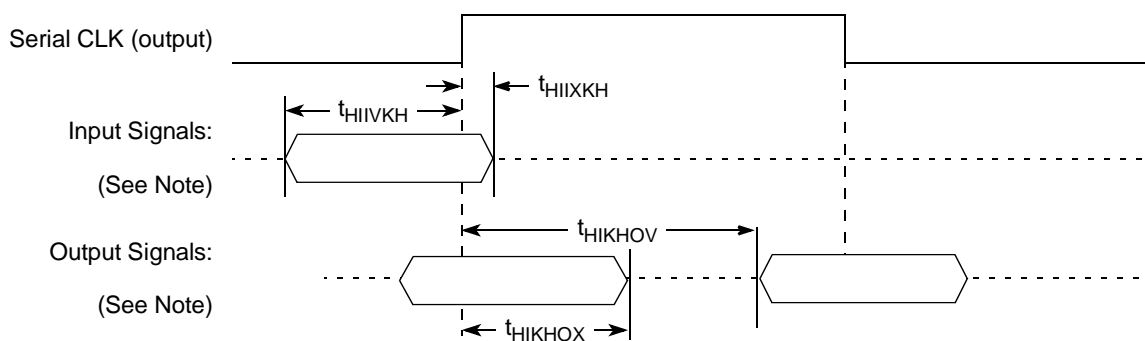 Serial CLK (output)
tHIIXKH
tHIIVKH
Input Signals:
(See Note)
tHIKHOV
Output Signals:
(See Note)
tHIKHOX